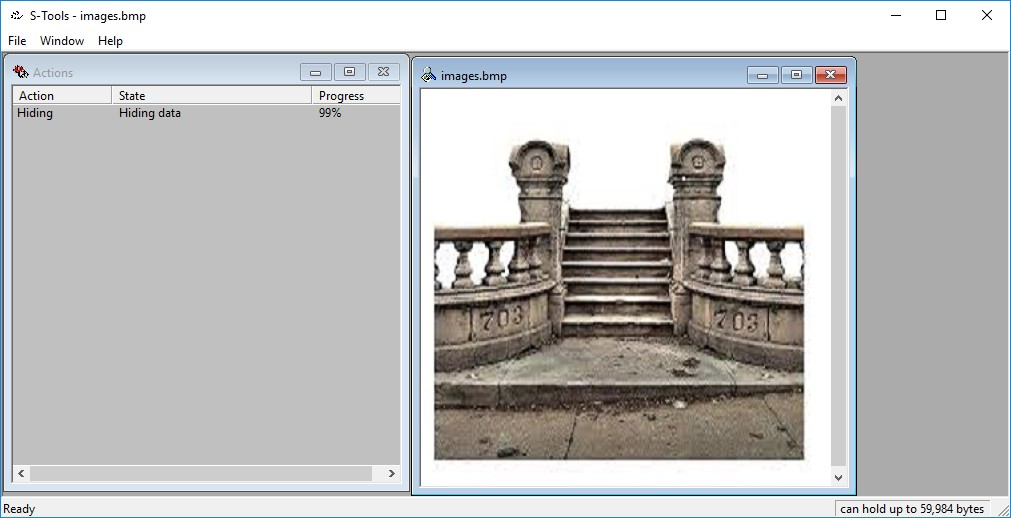 S-Tools - images.bmp
File Window Help
Actions
Action State Progress
Hiding Hiding data 99%
images.bmp
703 703
Ready can hold up to 59,984 bytes